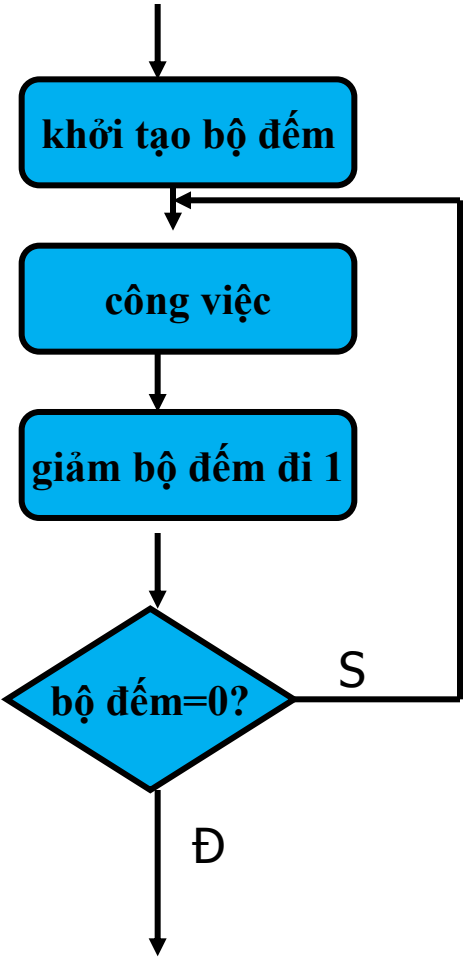 khởi tạo bộ đếm
công việc
giảm bộ đếm đi 1
bộ đếm=0?
S
Đ